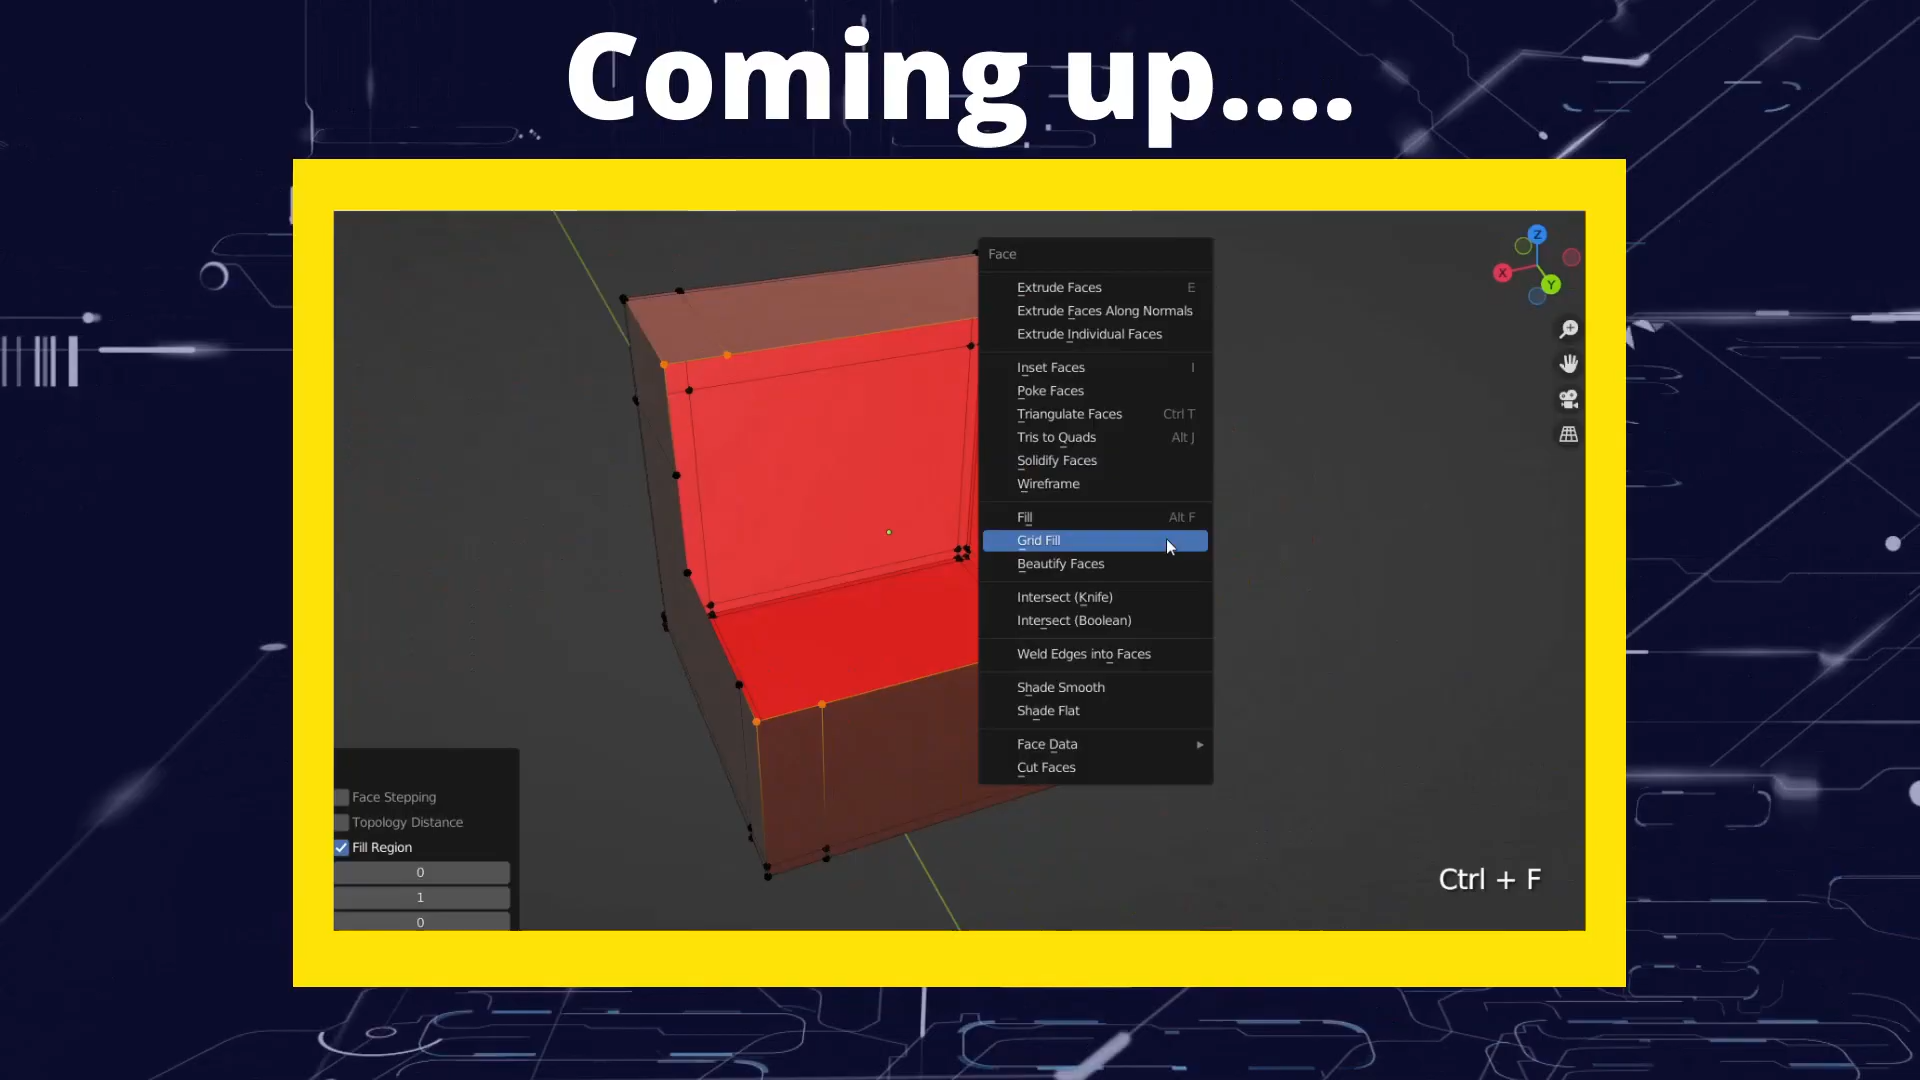 Coming up....
Face
Extrude Faces E
Extrude Faces Along Normals
Extrude Individual Faces
Inset Faces I
Poke Faces
Triangulate Faces Ctrl T
Tris to Quads Alt J
Solidify Faces
Wireframe
Fill Alt F
Grid Fill
Beautify Faces
Intersect (Knife)
Intersect (Boolean)
Weld Edges into Faces
Shade Smooth
Shade Flat
Face Data
Cut Faces
Z
X
Y
Face Stepping
Topology Distance
Fill Region
0
1
0
Ctrl + F